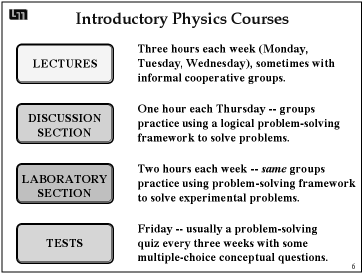 Introductory Physics Courses
LECTURES
Three hours each week (Monday,
Tuesday, Wednesday), sometimes with
informal cooperative groups.
DISCUSSION
SECTION
One hour each Thursday -- groups
practice using a logical problem-solving
framework to solve problems.
LABORATORY
SECTION
Two hours each week -- same groups
practice using problem-solving framework
to solve experimental problems.
TESTS
Friday -- usually a problem-solving
quiz every three weeks with some
multiple-choice conceptual questions.
6